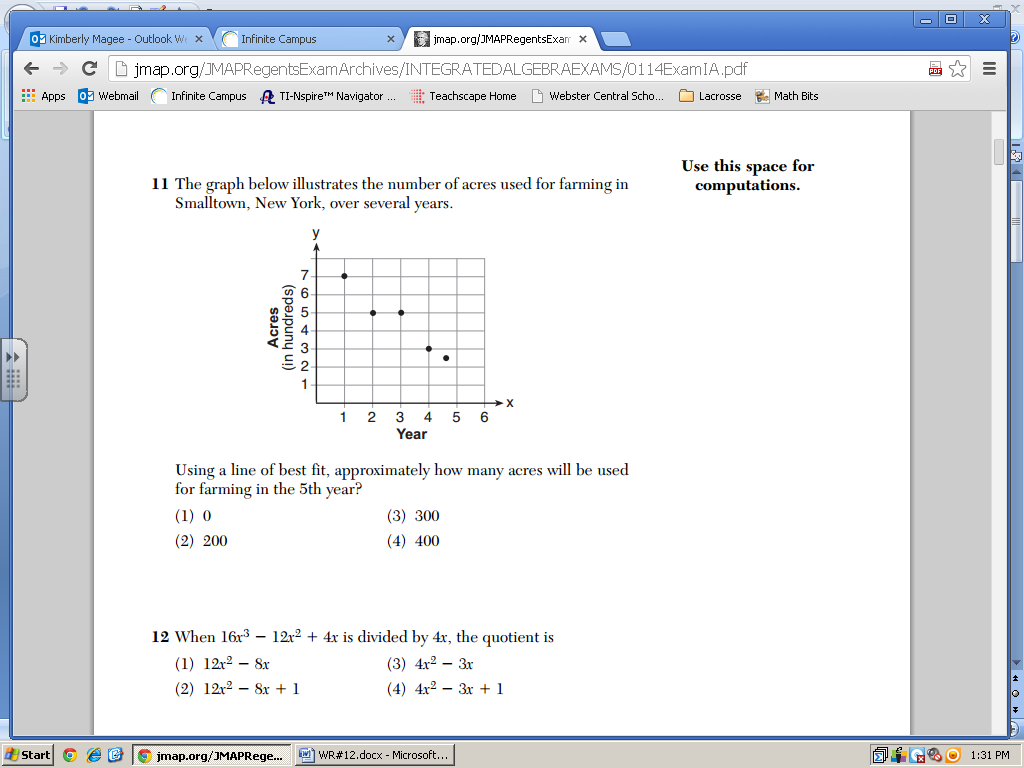 Kimberly Magee - Outlook W
Infinite Campus
jmap.org/JMAPRegentsExam
jmap.org/JMAPRegentsExamArchives/INTEGRATEDALGEBRAEXAMS/0114ExamIA.pdf
Apps Webmail Infinite Campus TI-Nspire™ Navigator ... Teachscape Home Webster Central Scho... Lacrosse Math Bits
Use this space for
computations.
11 The graph below illustrates the number of acres used for farming in
Smalltown, New York, over several years.
y
7
6
5
4
3
2
1
Acres
(in hundreds)
x
1 2 3 4 5 6
Year
Using a line of best fit, approximately how many acres will be used
for farming in the 5th year?
(1) 0 (3) 300
(2) 200 (4) 400
12 When 16x³ − 12x² + 4x is divided by 4x, the quotient is
(1) 12x² − 8x (3) 4x² − 3x
(2) 12x² − 8x + 1 (4) 4x² − 3x + 1
Start jmap.org/JMAPRege... WR#12.docx - Microsoft... 1:31 PM